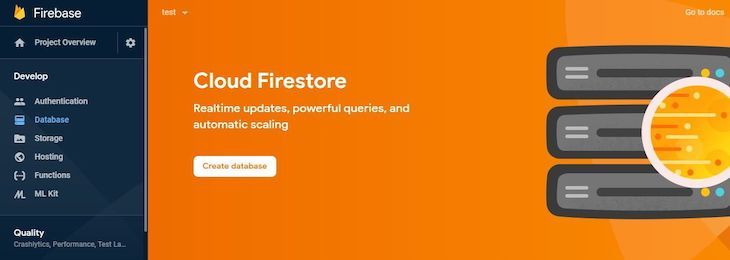 Firebase
test
Go to docs
Project Overview
Develop
Authentication
Database
Storage
Hosting
Functions
ML Kit
Quality
Crashlytics, Performance, Test La...
Cloud Firestore
Realtime updates, powerful queries, and
automatic scaling
Create database